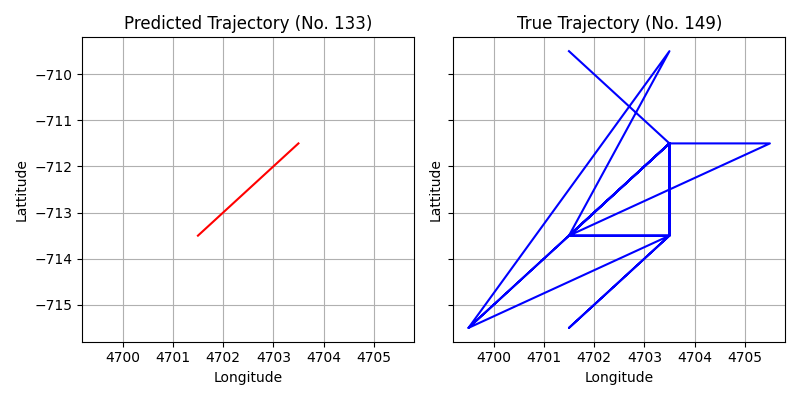 Predicted Trajectory (No. 133)
True Trajectory (No. 149)
Lattitude
−710
−711
−712
−713
−714
−715
4700 4701 4702 4703 4704 4705
Longitude
Lattitude
4700 4701 4702 4703 4704 4705
Longitude